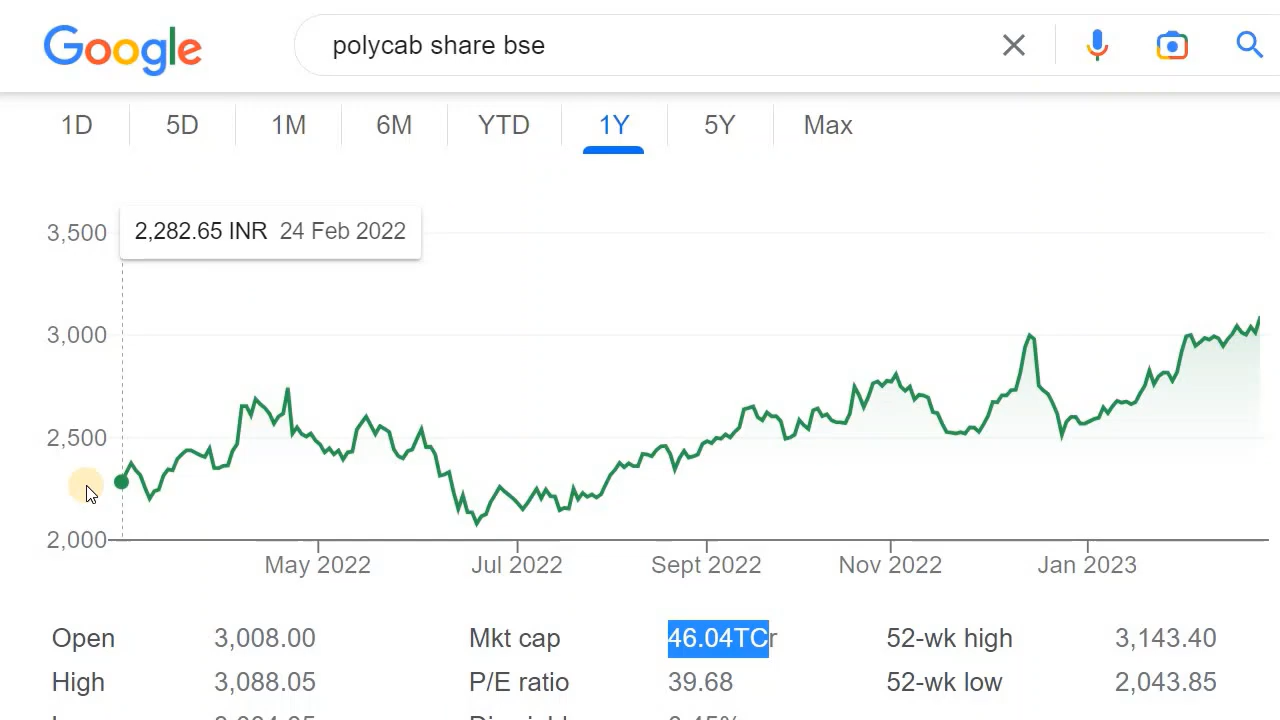 Google polycab share bse
1D 5D 1M 6M YTD 1Y 5Y Max
3,500
2,282.65 INR 24 Feb 2022
3,000
2,500
2,000
May 2022 Jul 2022 Sept 2022 Nov 2022 Jan 2023
Open 3,008.00 Mkt cap 46.04TCr 52-wk high 3,143.40
High 3,088.05 P/E ratio 39.68 52-wk low 2,043.85